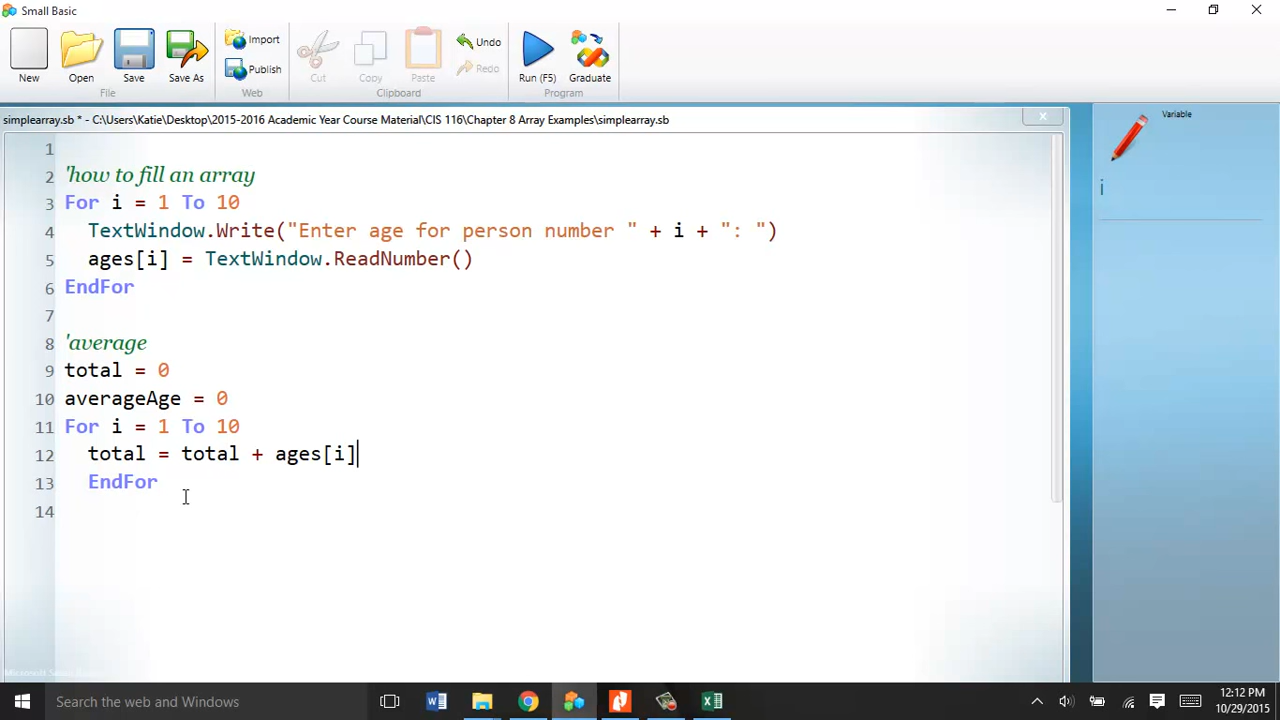 Small Basic
New
Open
Save
Save As
File
Import
Publish
Web
Cut
Copy
Paste
Clipboard
Undo
Redo
Run (F5)
Graduate
Program
simplearray.sb * - C:\Users\Katie\Desktop\2015-2016 Academic Year Course Material\CIS 116\Chapter 8 Array Examples\simplearray.sb
Variable
i
1
2 'how to fill an array
3 For i = 1 To 10
4   TextWindow.Write("Enter age for person number " + i + ": ")
5   ages[i] = TextWindow.ReadNumber()
6 EndFor
7
8 'average
9 total = 0
10 averageAge = 0
11 For i = 1 To 10
12   total = total + ages[i]
13   EndFor
14
Search the web and Windows
12:12 PM
10/29/2015